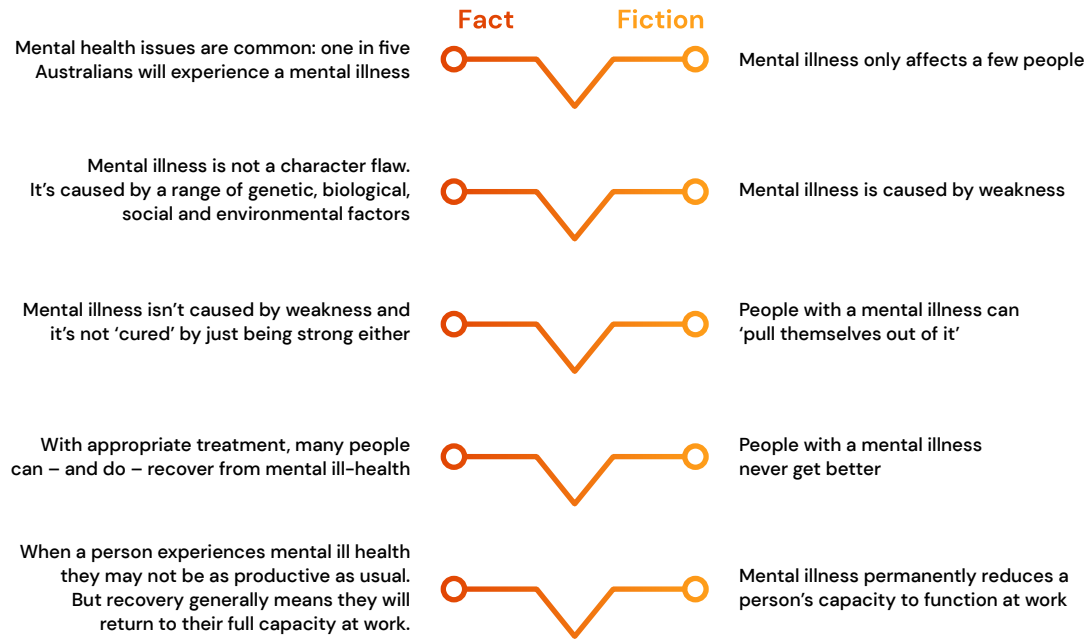 Fact
Fiction
Mental health issues are common: one in five
Australians will experience a mental illness
Mental illness only affects a few people
Mental illness is not a character flaw.
It’s caused by a range of genetic, biological,
social and environmental factors
Mental illness is caused by weakness
Mental illness isn’t caused by weakness and
it’s not ‘cured’ by just being strong either
People with a mental illness can
‘pull themselves out of it’
With appropriate treatment, many people
can – and do – recover from mental ill-health
People with a mental illness
never get better
When a person experiences mental ill health
they may not be as productive as usual.
But recovery generally means they will
return to their full capacity at work.
Mental illness permanently reduces a
person’s capacity to function at work